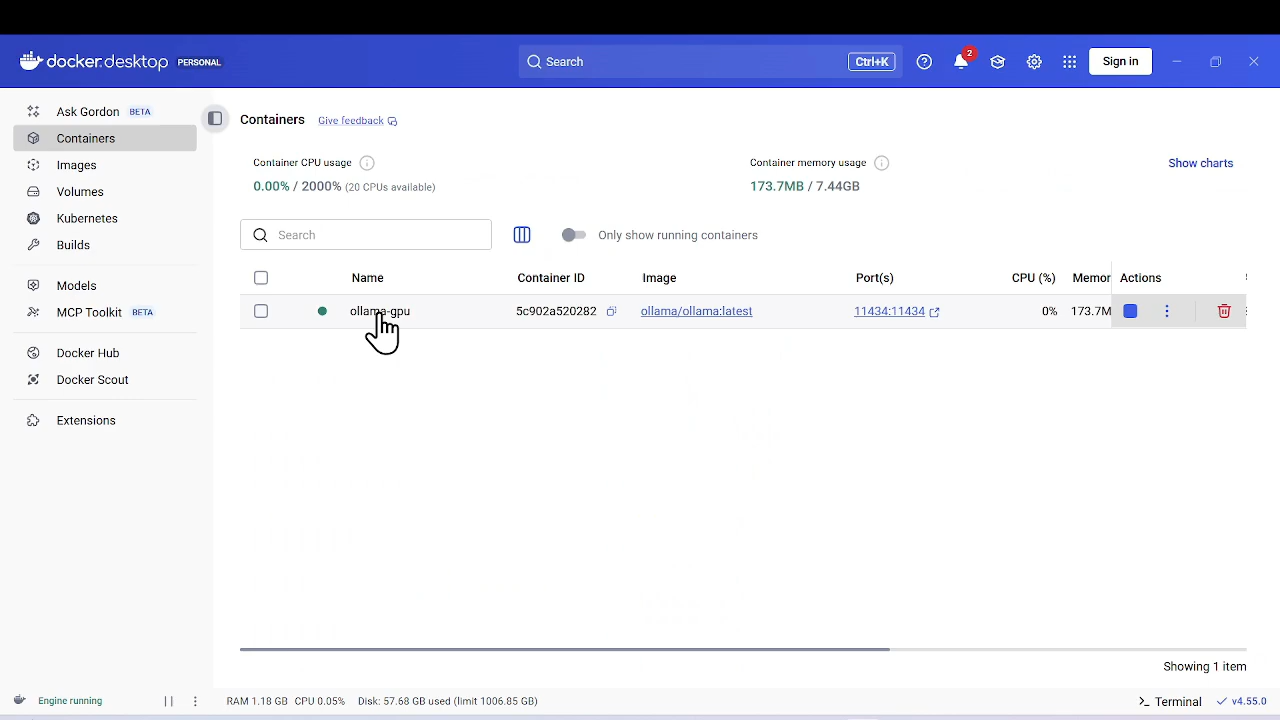 docker.desktop PERSONAL Search Ctrl+K 2 Sign in
Ask Gordon BETA
Containers
Images
Volumes
Kubernetes
Builds
Models
MCP Toolkit BETA
Docker Hub
Docker Scout
Extensions
Containers Give feedback
Container CPU usage
0.00% / 2000% (20 CPUs available)
Container memory usage
173.7MB / 7.44GB
Show charts
Search
Only show running containers
Name Container ID Image Port(s) CPU (%) Memor Actions
ollama-gpu 5c902a520282 ollama/ollama:latest 11434:11434 0% 173.7M
Showing 1 item
Engine running RAM 1.18 GB CPU 0.05% Disk: 57.68 GB used (limit 1006.85 GB) Terminal v4.55.0